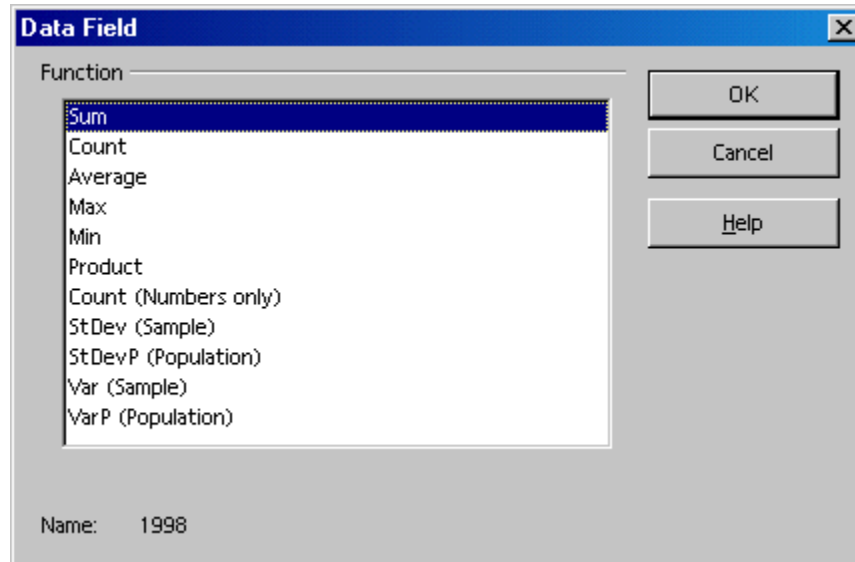 Data Field
Function
OK
Cancel
Help
Sum
Count
Average
Max
Min
Product
Count (Numbers only)
StDev (Sample)
StDevP (Population)
Var (Sample)
VarP (Population)
Name: 1998